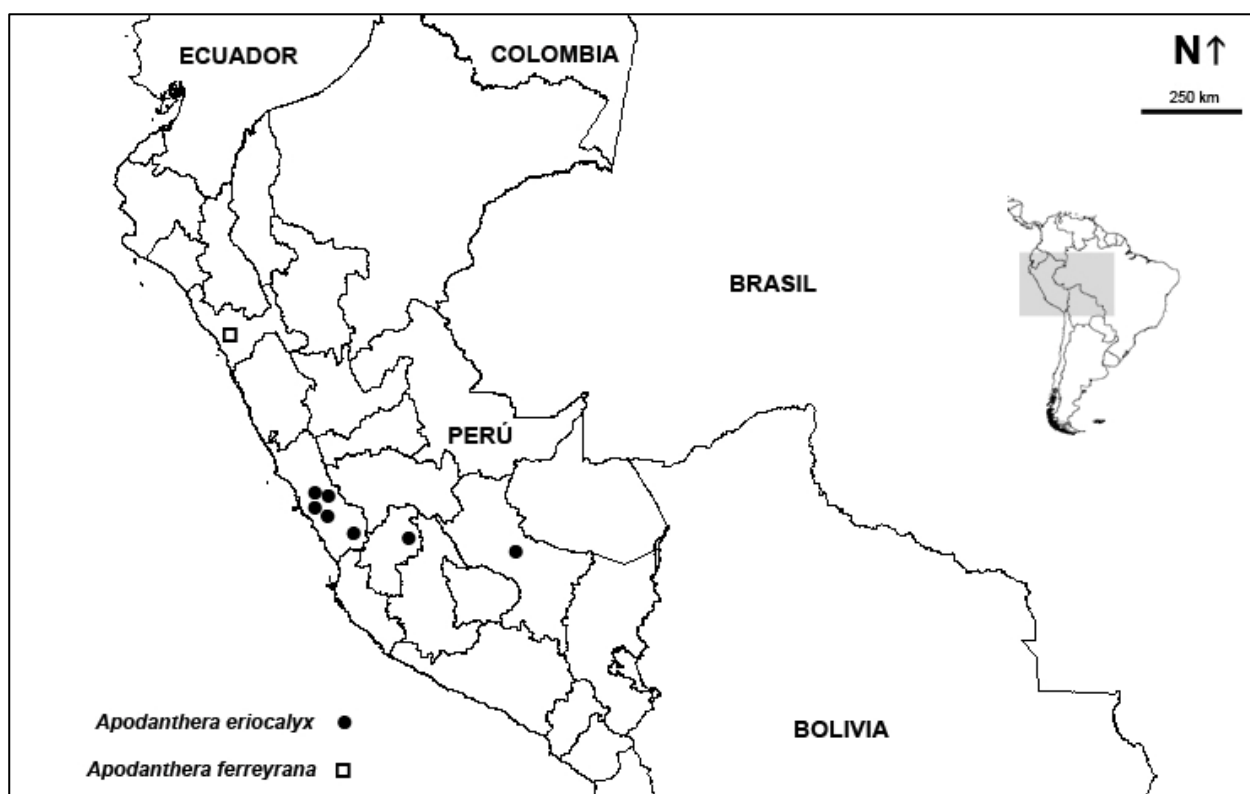 ECUADOR
COLOMBIA
N↑
250 km
BRASIL
PERÚ
Apodanthera eriocalyx
BOLIVIA
Apodanthera ferreyrana